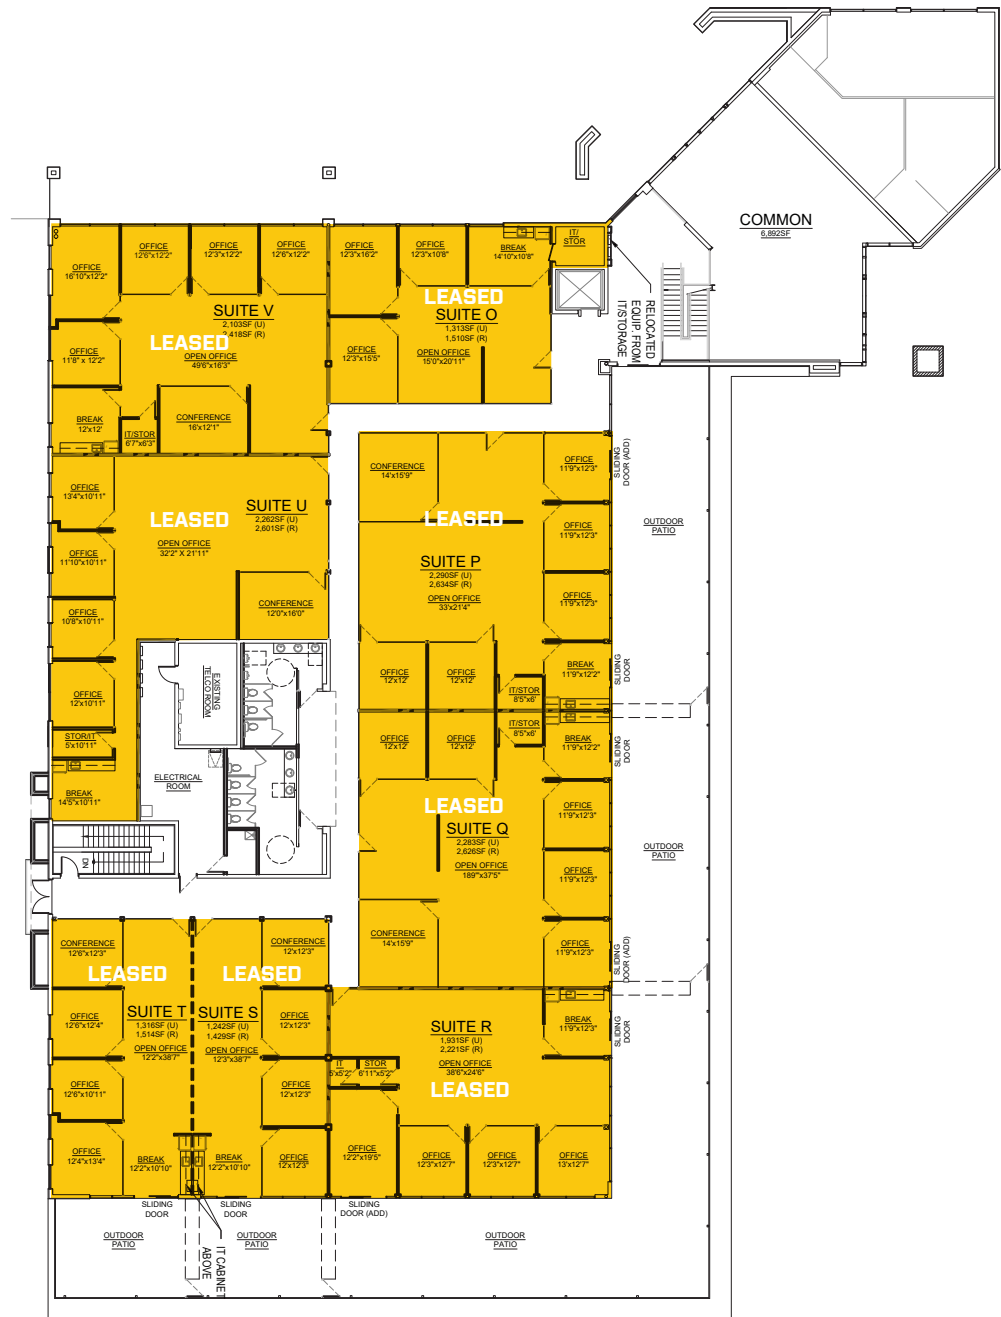 COMMON
6,892SF
IT/
STOR
RELOCATED
EQUIP. FROM
IT/STORAGE
OFFICE
16'10"x12'2"
OFFICE
12'6"x12'2"
OFFICE
12'3"x12'2"
OFFICE
12'6"x12'2"
OFFICE
12'3"x16'2"
OFFICE
12'3"x10'8"
BREAK
14'10"x10'8"
SUITE V
2,103SF (U)
2,418SF (R)
LEASED
OPEN OFFICE
49'6"x16'3"
OFFICE
11'8" x 12'2"
BREAK
12'x12'
IT/STOR
6'7"x6'3"
CONFERENCE
16'x12'1"
LEASED
SUITE O
1,313SF (U)
1,510SF (R)
OPEN OFFICE
15'0"x20'11"
OFFICE
12'3"x15'5"
OFFICE
13'4"x10'11"
SUITE U
2,262SF (U)
2,601SF (R)
LEASED
OPEN OFFICE
32'2" X 21'11"
OFFICE
11'10"x10'11"
OFFICE
10'8"x10'11"
CONFERENCE
12'0"x16'0"
OFFICE
12'x10'11"
STOR/IT
5'x10'11"
BREAK
14'5"x10'11"
EXISTING
TELCO ROOM
ELECTRICAL
ROOM
DN
CONFERENCE
14'x15'9"
OFFICE
11'9"x12'3"
SLIDING
DOOR (ADD)
LEASED
OFFICE
11'9"x12'3"
OUTDOOR
PATIO
SUITE P
2,290SF (U)
2,634SF (R)
OPEN OFFICE
33'x21'4"
OFFICE
11'9"x12'3"
OFFICE
12'x12'
OFFICE
12'x12'
IT/STOR
8'5"x6'
BREAK
11'9"x12'2"
SLIDING
DOOR
OFFICE
12'x12'
OFFICE
12'x12'
IT/STOR
8'5"x6'
BREAK
11'9"x12'2"
SLIDING
DOOR
LEASED
SUITE Q
2,283SF (U)
2,626SF (R)
OPEN OFFICE
189'"x37'5"
OFFICE
11'9"x12'3"
OUTDOOR
PATIO
OFFICE
11'9"x12'3"
CONFERENCE
14'x15'9"
OFFICE
11'9"x12'3"
SLIDING
DOOR (ADD)
CONFERENCE
12'6"x12'3"
LEASED
SUITE T
1,316SF (U)
1,514SF (R)
OPEN OFFICE
12'2"x38'7"
OFFICE
12'6"x12'4"
OFFICE
12'6"x10'11"
OFFICE
12'4"x13'4"
BREAK
12'2"x10'10"
CONFERENCE
12'x12'3"
LEASED
SUITE S
1,242SF (U)
1,429SF (R)
OPEN OFFICE
12'3"x38'7"
OFFICE
12'x12'3"
OFFICE
12'x12'3"
BREAK
12'2"x10'10"
OFFICE
12'x12'3"
SUITE R
1,931SF (U)
2,221SF (R)
OPEN OFFICE
38'6"x24'6"
LEASED
BREAK
11'9"x12'3"
SLIDING
DOOR
IT
5'x5'2"
STOR
6'11"x5'2"
OFFICE
12'2"x19'5"
OFFICE
12'3"x12'7"
OFFICE
12'3"x12'7"
OFFICE
13'x12'7"
SLIDING
DOOR
SLIDING
DOOR
SLIDING
DOOR (ADD)
OUTDOOR
PATIO
OUTDOOR
PATIO
OUTDOOR
PATIO
IT CABINET
ABOVE